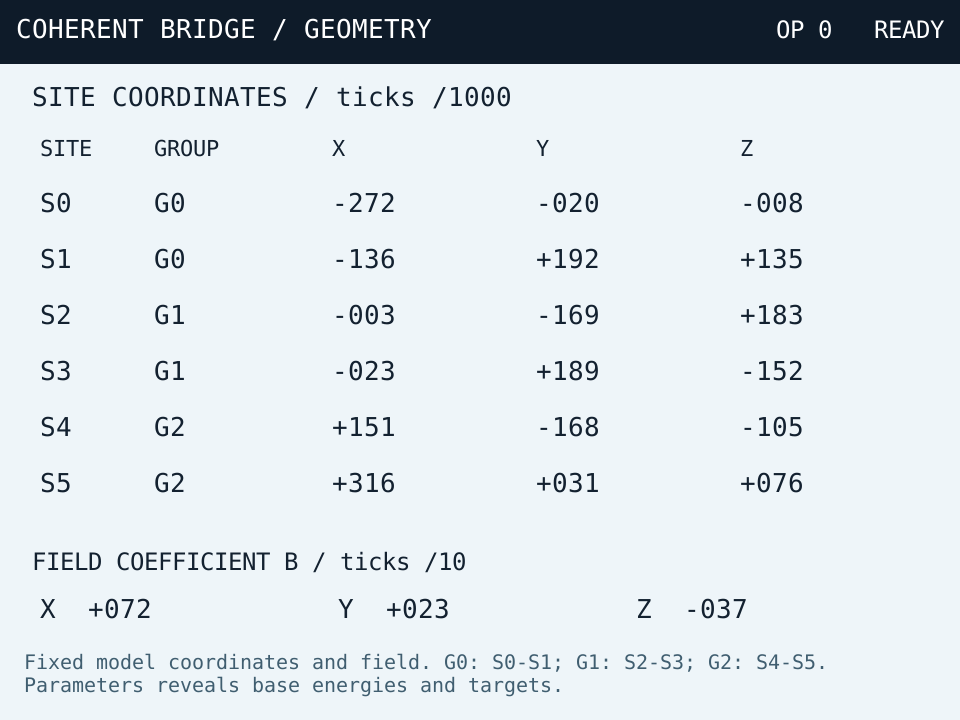 COHERENT BRIDGE / GEOMETRY OP 0 READY
SITE COORDINATES / ticks /1000
SITE GROUP X Y Z
S0 G0 -272 -020 -008
S1 G0 -136 +192 +135
S2 G1 -003 -169 +183
S3 G1 -023 +189 -152
S4 G2 +151 -168 -105
S5 G2 +316 +031 +076
FIELD COEFFICIENT B / ticks /10
X +072 Y +023 Z -037
Fixed model coordinates and field. G0: S0-S1; G1: S2-S3; G2: S4-S5.
Parameters reveals base energies and targets.